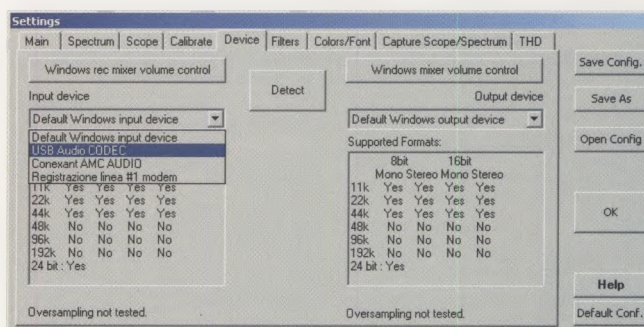 Settings
Main Spectrum Scope Calibrate Device Filters Colors/Font Capture Scope/Spectrum THD
Windows rec mixer volume control
Input device
Default Windows input device
Default Windows input device
USB Audio CODEC
Conexant AMC AUDIO
Registrazione linea #1 modem
11k Yes Yes Yes Yes
22k Yes Yes Yes Yes
44k Yes Yes Yes Yes
48k No No No No
96k No No No No
192k No No No No
24 bit : Yes
Oversampling not tested.
Detect
Windows mixer volume control
Output device
Default Windows output device
Supported Formats:
8bit 16bit
Mono Stereo Mono Stereo
11k Yes Yes Yes Yes
22k Yes Yes Yes Yes
44k Yes Yes Yes Yes
48k No No No No
96k No No No No
192k No No No No
24 bit : Yes
Oversampling not tested.
Save Config.
Save As
Open Config
OK
Help
Default Conf.